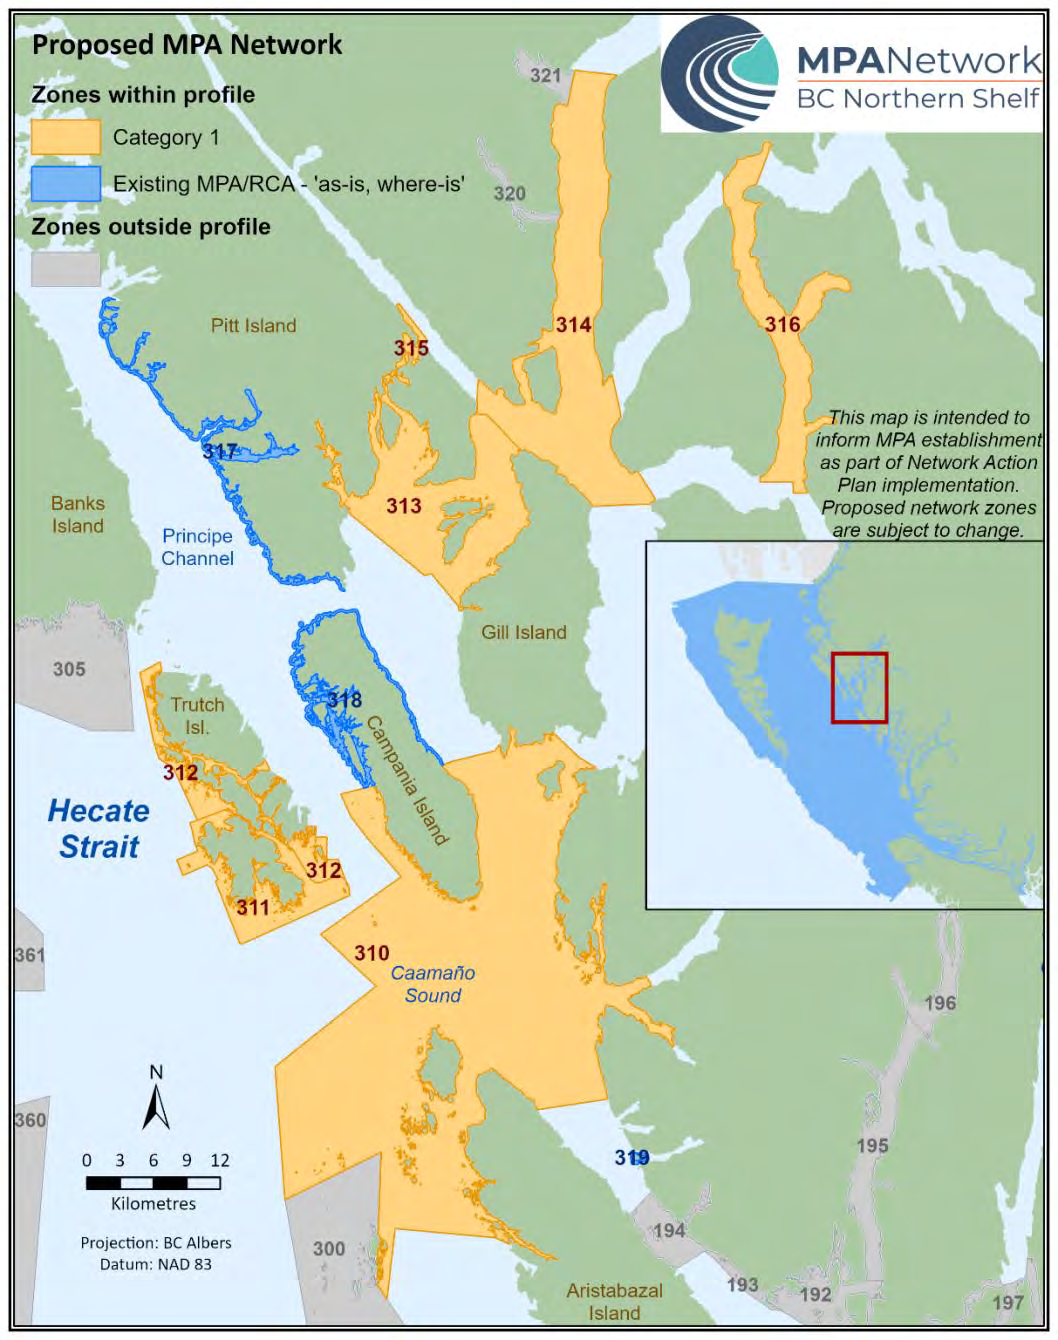 Proposed MPA Network
Zones within profile
Category 1
Existing MPA/RCA - 'as-is, where-is'
Zones outside profile
MPANetwork
BC Northern Shelf
321
320
314
316
315
Pitt Island
317
313
Banks
Island
Principe
Channel
This map is intended to
inform MPA establishment
as part of Network Action
Plan implementation.
Proposed network zones
are subject to change.
Gill Island
305
318
Trutch
Isl.
312
Campania Island
Hecate
Strait
312
311
310
Caamaño
Sound
361
196
360
N
0 3 6 9 12
Kilometres
Projection: BC Albers
Datum: NAD 83
319
195
194
300
193
192
197
Aristabazal
Island